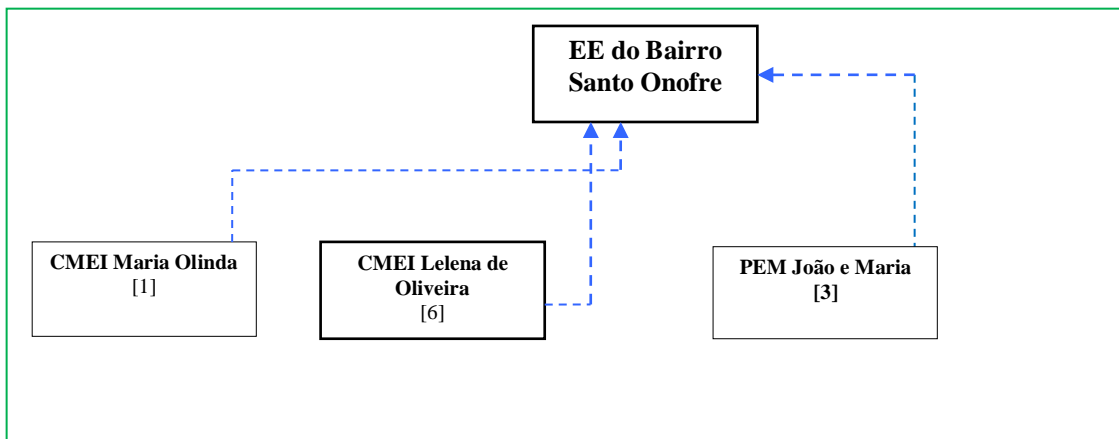 EE do Bairro
Santo Onofre
CMEI Maria Olinda
[1]
CMEI Lelena de
Oliveira
[6]
PEM João e Maria
[3]